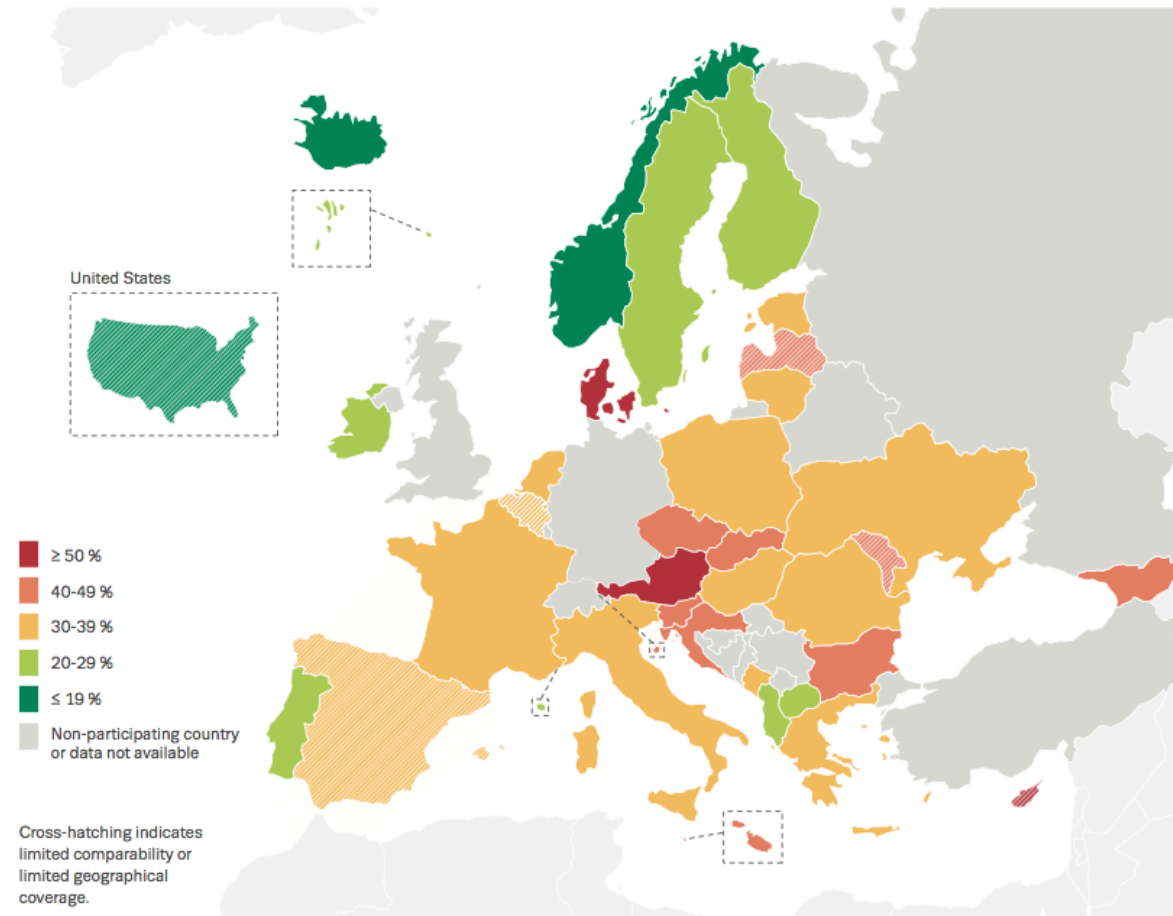 United States
≥ 50 %
40-49 %
30-39 %
20-29 %
≤ 19 %
Non-participating country
or data not available
Cross-hatching indicates
limited comparability or
limited geographical
coverage.